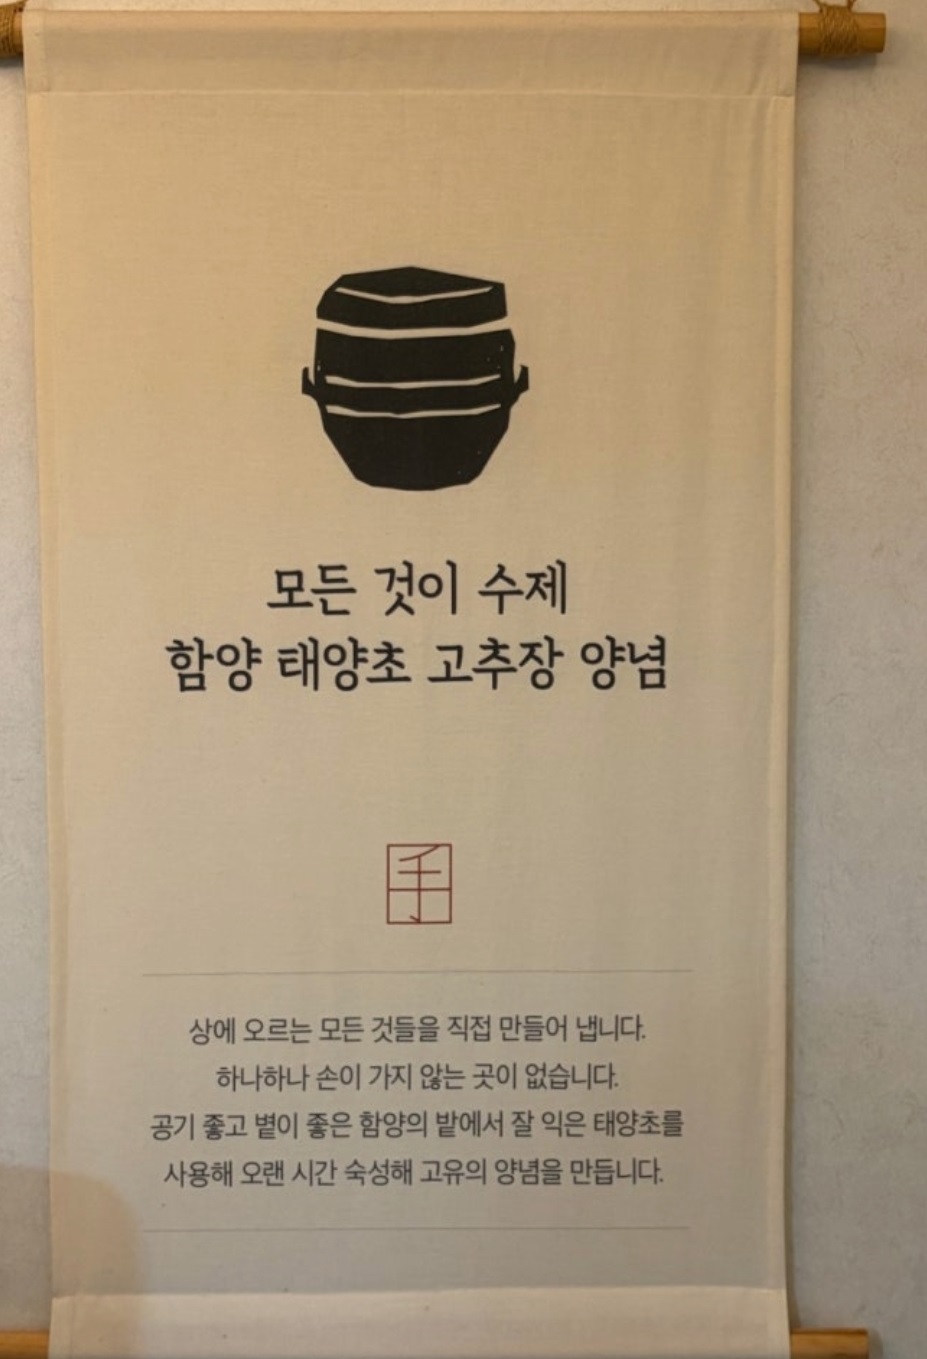 모든 것이 수제
함양 태양초 고추장 양념
手
상에 오르는 모든 것들을 직접 만들어 냅니다.
하나하나 손이 가지 않는 곳이 없습니다.
공기 좋고 볕이 좋은 함양의 밭에서 잘 익은 태양초를
사용해 오랜 시간 숙성해 고유의 양념을 만듭니다.